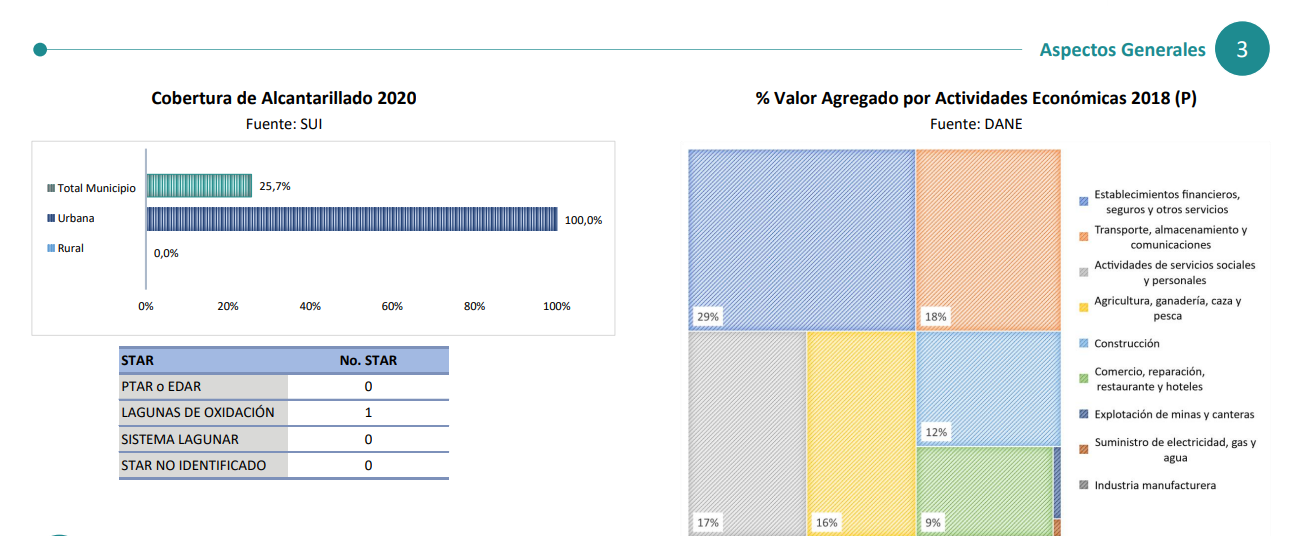 Aspectos Generales 3
Cobertura de Alcantarillado 2020
Fuente: SUI
Total Municipio 25,7%
Urbana 100,0%
Rural 0,0%
0% 20% 40% 60% 80% 100%
STAR No. STAR
PTAR o EDAR 0
LAGUNAS DE OXIDACIÓN 1
SISTEMA LAGUNAR 0
STAR NO IDENTIFICADO 0
% Valor Agregado por Actividades Económicas 2018 (P)
Fuente: DANE
29% 18%
12%
17% 16% 9%
Establecimientos financieros,
seguros y otros servicios
Transporte, almacenamiento y
comunicaciones
Actividades de servicios sociales
y personales
Agricultura, ganadería, caza y
pesca
Construcción
Comercio, reparación,
restaurante y hoteles
Explotación de minas y canteras
Suministro de electricidad, gas y
agua
Industria manufacturera